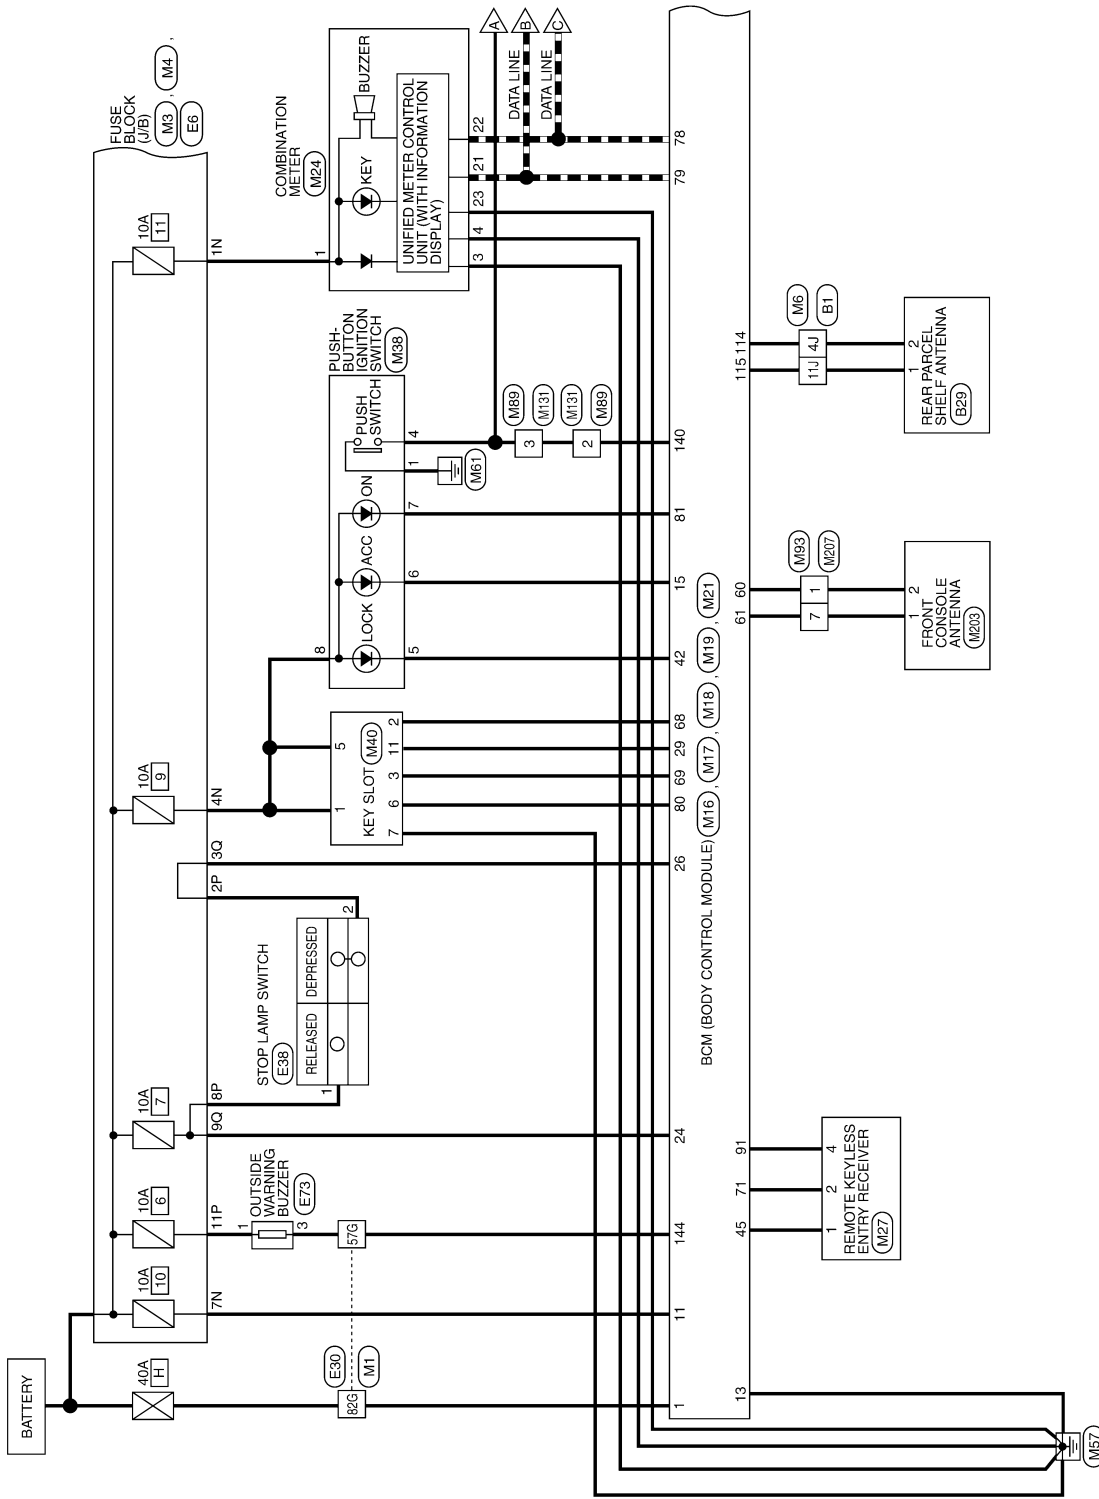 BATTERY
40A
H
10A
10
10A
6
10A
7
10A
9
10A
11
FUSE
BLOCK
(J/B)
M3
,
M4
,
E6
7N
11P
9Q
8P
2P
3Q
4N
1N
E30
M1
82G
57G
OUTSIDE
WARNING
BUZZER
E73
1
3
STOP LAMP SWITCH
E38
RELEASED
DEPRESSED
1
2
KEY SLOT
M40
1
5
7
6
3
11
2
PUSH-
BUTTON
IGNITION
SWITCH
M38
8
LOCK
ACC
ON
PUSH
SWITCH
5
6
7
1
4
M61
M89
M131
3
M131
M89
2
COMBINATION
METER
M24
1
KEY
BUZZER
UNIFIED METER CONTROL
UNIT (WITH INFORMATION
DISPLAY)
3
4
23
21
22
A
B
C
DATA LINE
DATA LINE
1
11
144
24
26
80
69
29
68
42
15
81
140
79
78
BCM (BODY CONTROL MODULE)
M16
,
M17
,
M18
,
M19
,
M21
13
45
71
91
61
60
115
114
M57
REMOTE KEYLESS
ENTRY RECEIVER
M27
1
2
4
M93
M207
7
1
1
2
FRONT
CONSOLE
ANTENNA
M203
M6
B1
11J
4J
1
2
REAR PARCEL
SHELF ANTENNA
B29